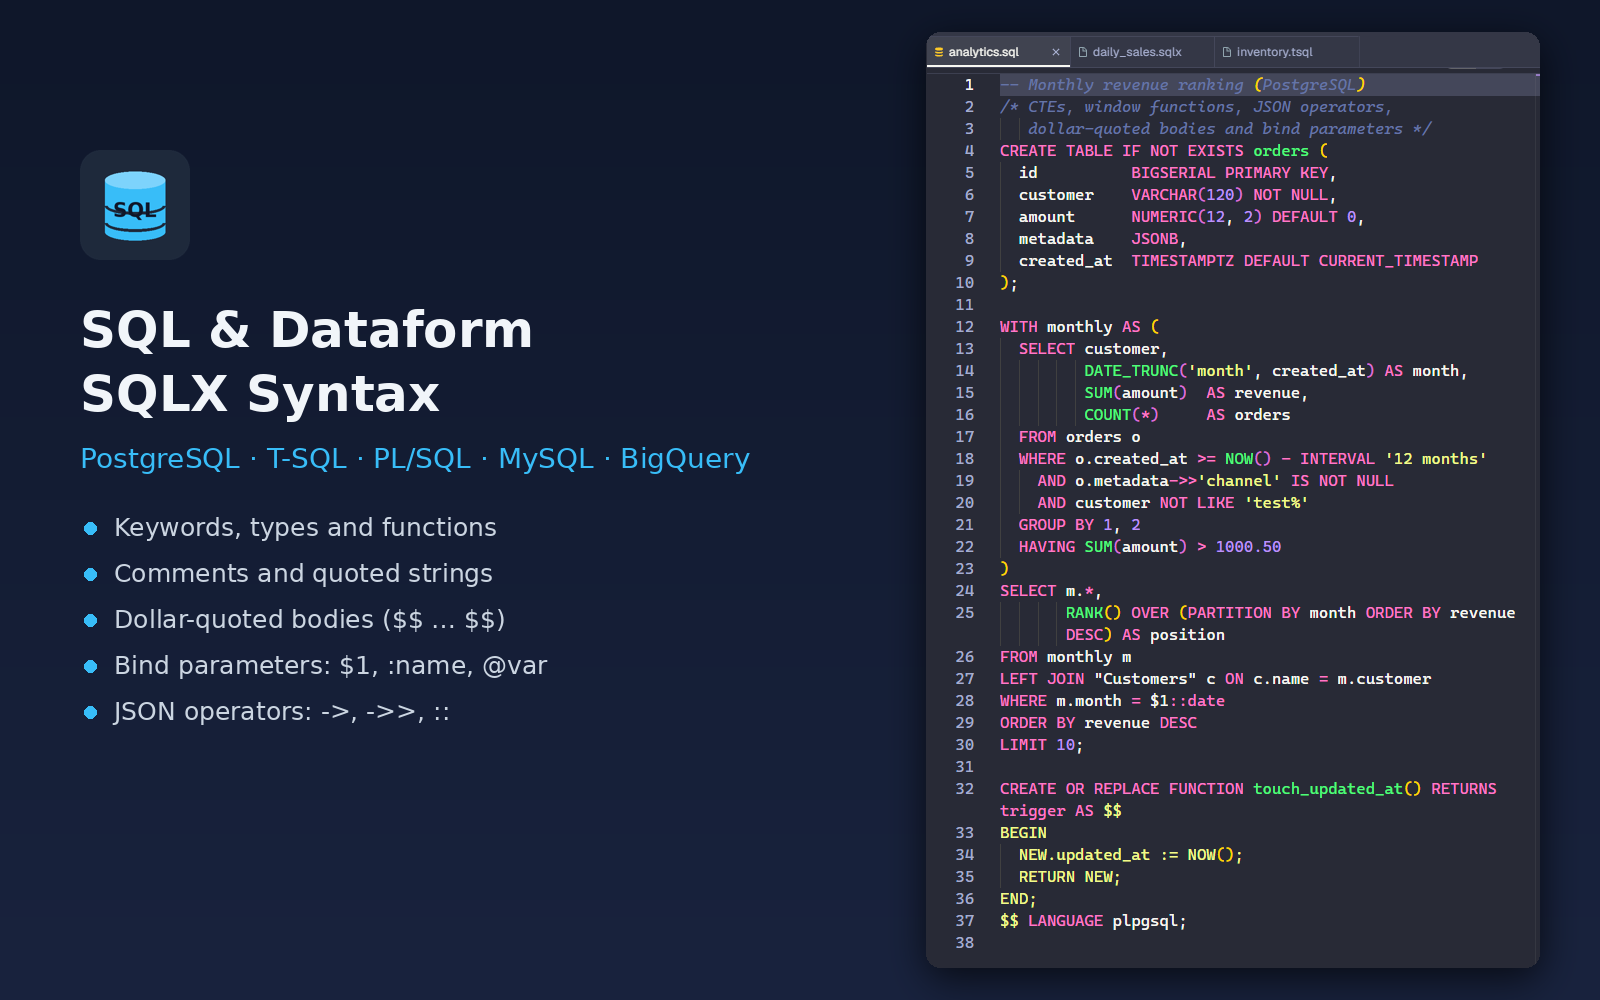 SQL
SQL & Dataform
SQLX Syntax
PostgreSQL · T-SQL · PL/SQL · MySQL · BigQuery
Keywords, types and functions
Comments and quoted strings
Dollar-quoted bodies ($$ ... $$)
Bind parameters: $1, :name, @var
JSON operators: ->, ->>, ::
analytics.sql × daily_sales.sqlx inventory.tsql
1 -- Monthly revenue ranking (PostgreSQL)
2 /* CTEs, window functions, JSON operators,
3 dollar-quoted bodies and bind parameters */
4 CREATE TABLE IF NOT EXISTS orders (
5 id BIGSERIAL PRIMARY KEY,
6 customer VARCHAR(120) NOT NULL,
7 amount NUMERIC(12, 2) DEFAULT 0,
8 metadata JSONB,
9 created_at TIMESTAMPTZ DEFAULT CURRENT_TIMESTAMP
10 );
11
12 WITH monthly AS (
13 SELECT customer,
14 DATE_TRUNC('month', created_at) AS month,
15 SUM(amount) AS revenue,
16 COUNT(*) AS orders
17 FROM orders o
18 WHERE o.created_at >= NOW() - INTERVAL '12 months'
19 AND o.metadata->>'channel' IS NOT NULL
20 AND customer NOT LIKE 'test%'
21 GROUP BY 1, 2
22 HAVING SUM(amount) > 1000.50
23 )
24 SELECT m.*,
25 RANK() OVER (PARTITION BY month ORDER BY revenue
DESC) AS position
26 FROM monthly m
27 LEFT JOIN "Customers" c ON c.name = m.customer
28 WHERE m.month = $1::date
29 ORDER BY revenue DESC
30 LIMIT 10;
31
32 CREATE OR REPLACE FUNCTION touch_updated_at() RETURNS
trigger AS $$
33 BEGIN
34 NEW.updated_at := NOW();
35 RETURN NEW;
36 END;
37 $$ LANGUAGE plpgsql;
38